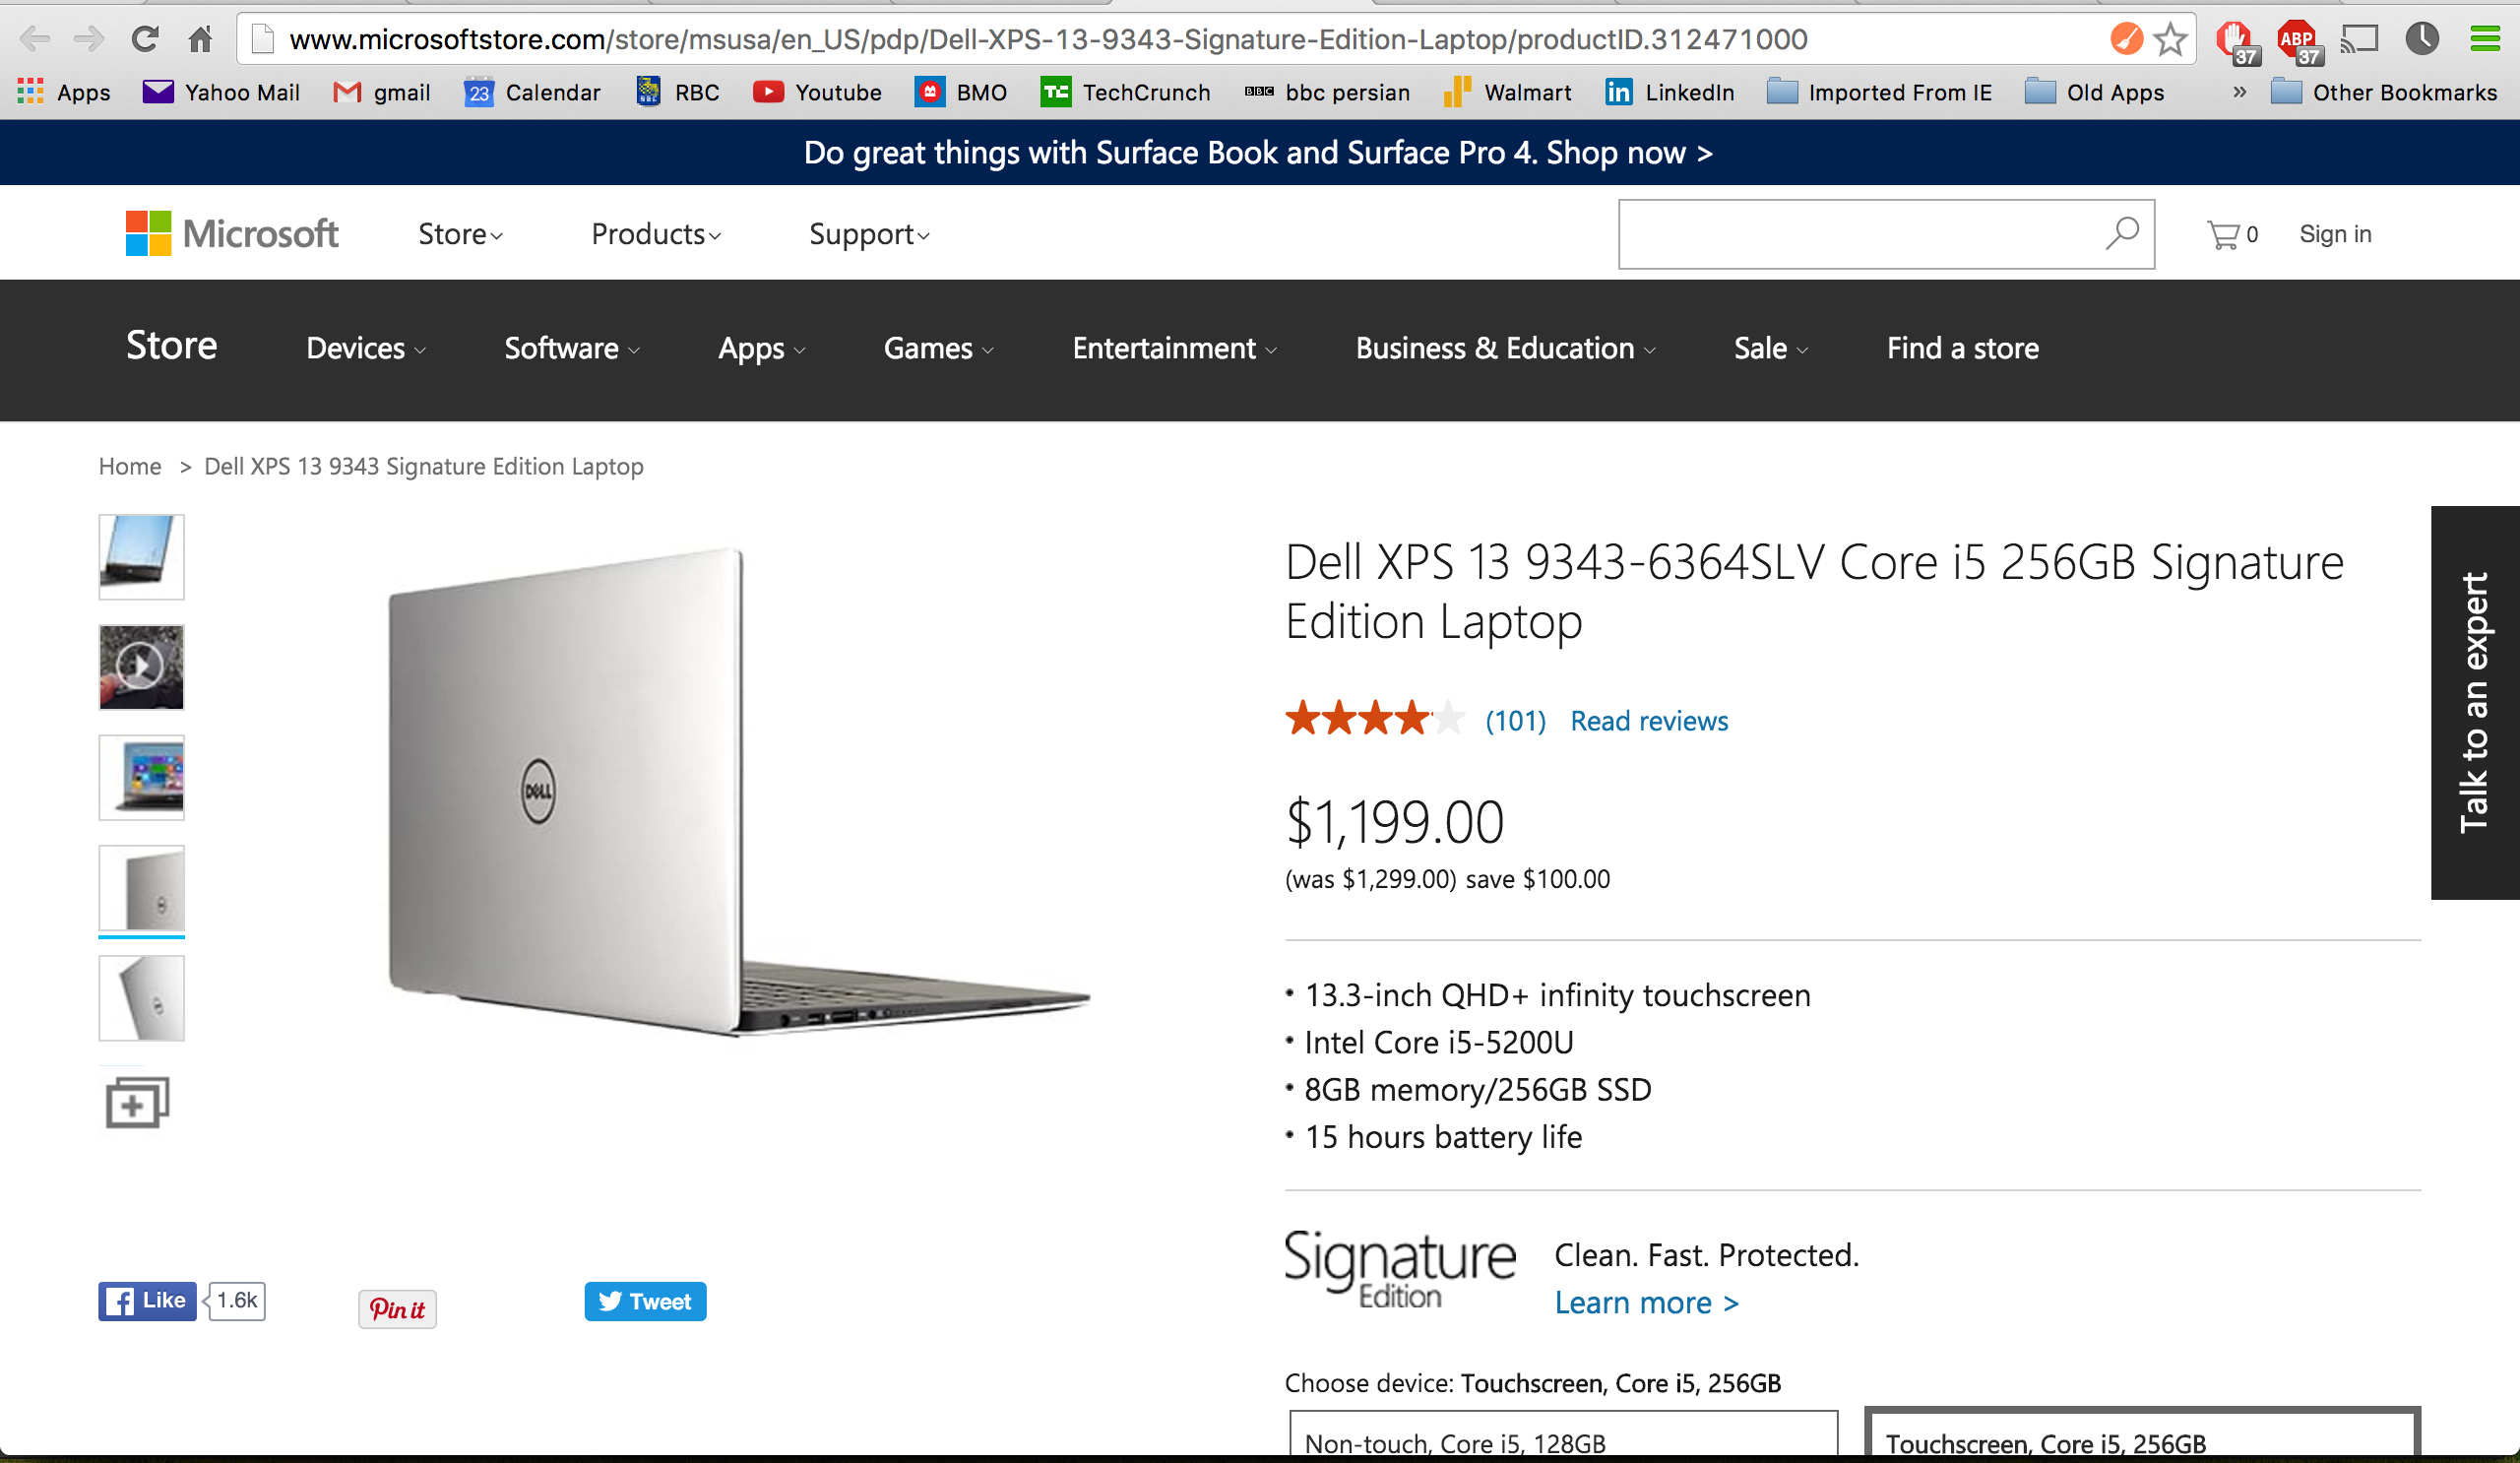 www.microsoftstore.com/store/msusa/en_US/pdp/Dell-XPS-13-9343-Signature-Edition-Laptop/productID.312471000
37
ABP
37
Apps
Yahoo Mail
gmail
23
Calendar
RBC
Youtube
BMO
TC
TechCrunch
BBC
bbc persian
Walmart
in
LinkedIn
Imported From IE
Old Apps
»
Other Bookmarks
Do great things with Surface Book and Surface Pro 4. Shop now >
Microsoft
Store
Products
Support
0
Sign in
Store
Devices
Software
Apps
Games
Entertainment
Business & Education
Sale
Find a store
Home > Dell XPS 13 9343 Signature Edition Laptop
DELL
Dell XPS 13 9343-6364SLV Core i5 256GB Signature
Edition Laptop
(101) Read reviews
$1,199.00
(was $1,299.00) save $100.00
• 13.3-inch QHD+ infinity touchscreen
• Intel Core i5-5200U
• 8GB memory/256GB SSD
• 15 hours battery life
Talk to an expert
Signature
Edition
Clean. Fast. Protected.
Learn more >
f Like
1.6k
Pin it
Tweet
Choose device: Touchscreen, Core i5, 256GB
Non-touch, Core i5, 128GB
Touchscreen, Core i5, 256GB